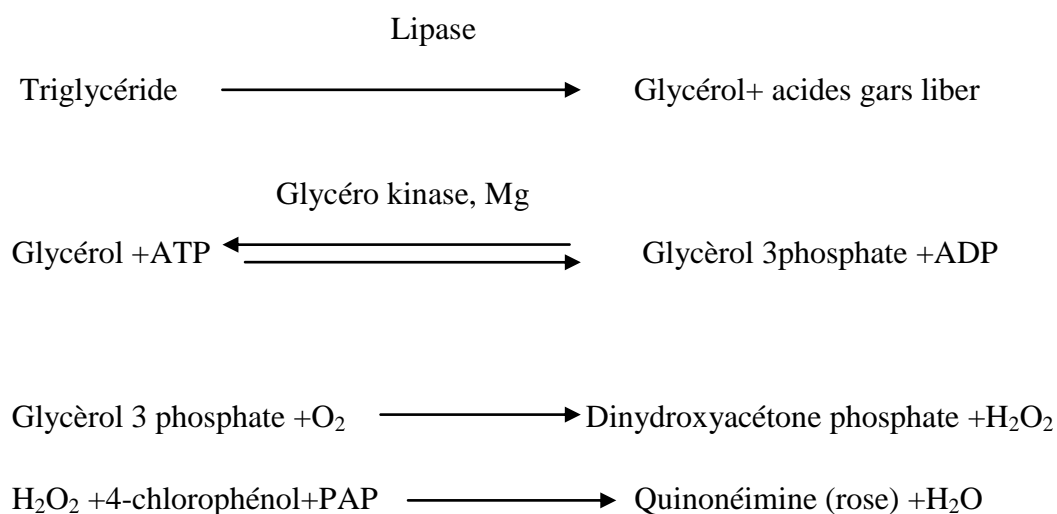 Lipase
Triglycéride Glycérol+ acides gars liber
Glycéro kinase, Mg
Glycérol +ATP Glycèrol 3phosphate +ADP
Glycèrol 3 phosphate +O₂ Dinydroxyacétone phosphate +H₂O₂
H₂O₂ +4-chlorophénol+PAP Quinonéimine (rose) +H₂O